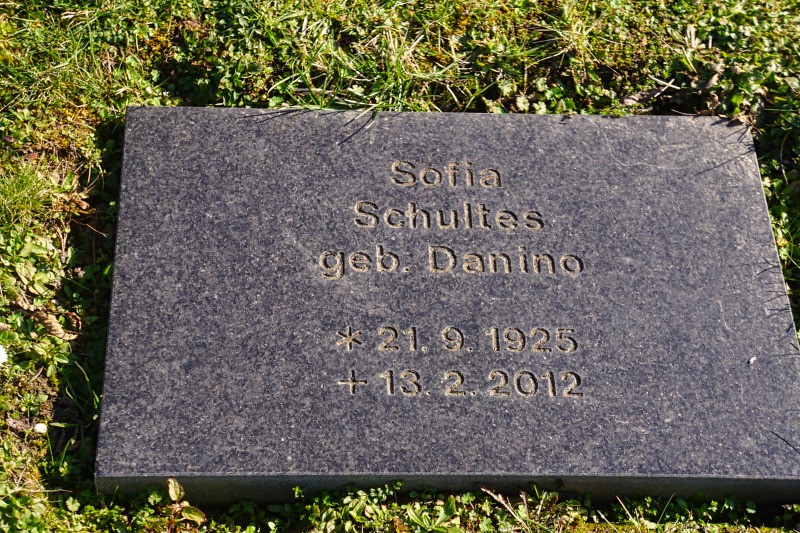 Sofia
Schultes
geb. Danino
* 21. 9. 1925
+ 13. 2. 2012